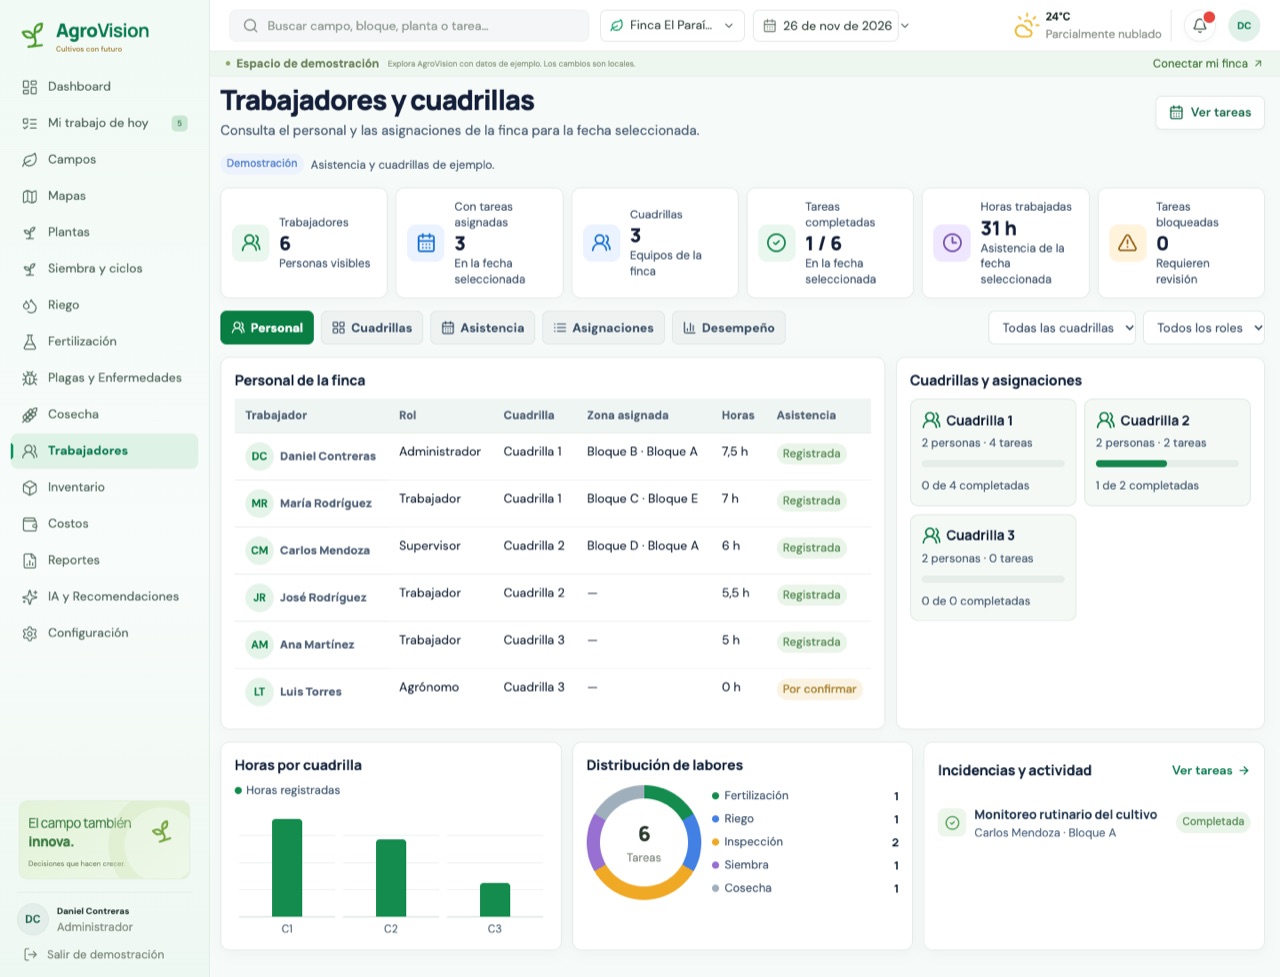 AgroVision
Cultivos con futuro
Dashboard
Mi trabajo de hoy 5
Campos
Mapas
Plantas
Siembra y ciclos
Riego
Fertilización
Plagas y Enfermedades
Cosecha
Trabajadores
Inventario
Costos
Reportes
IA y Recomendaciones
Configuración
El campo también
innova.
Decisiones que hacen crecer.
DC
Daniel Contreras
Administrador
Salir de demostración
Buscar campo, bloque, planta o tarea...
Finca El Paraí...
26 de nov de 2026
24°C
Parcialmente nublado
DC
Espacio de demostración Explora AgroVision con datos de ejemplo. Los cambios son locales.
Conectar mi finca
Trabajadores y cuadrillas
Consulta el personal y las asignaciones de la finca para la fecha seleccionada.
Ver tareas
Demostración Asistencia y cuadrillas de ejemplo.
Trabajadores
6
Personas visibles
Con tareas
asignadas
3
En la fecha
seleccionada
Cuadrillas
3
Equipos de la
finca
Tareas
completadas
1 / 6
En la fecha
seleccionada
Horas trabajadas
31 h
Asistencia de la
fecha
seleccionada
Tareas
bloqueadas
0
Requieren
revisión
Personal Cuadrillas Asistencia Asignaciones Desempeño
Todas las cuadrillas Todos los roles
Personal de la finca
Trabajador Rol Cuadrilla Zona asignada Horas Asistencia
DC Daniel Contreras Administrador Cuadrilla 1 Bloque B · Bloque A 7,5 h Registrada
MR María Rodríguez Trabajador Cuadrilla 1 Bloque C · Bloque E 7 h Registrada
CM Carlos Mendoza Supervisor Cuadrilla 2 Bloque D · Bloque A 6 h Registrada
JR José Rodríguez Trabajador Cuadrilla 2 — 5,5 h Registrada
AM Ana Martínez Trabajador Cuadrilla 3 — 5 h Registrada
LT Luis Torres Agrónomo Cuadrilla 3 — 0 h Por confirmar
Cuadrillas y asignaciones
Cuadrilla 1
2 personas · 4 tareas
0 de 4 completadas
Cuadrilla 2
2 personas · 2 tareas
1 de 2 completadas
Cuadrilla 3
2 personas · 0 tareas
0 de 0 completadas
Horas por cuadrilla
Horas registradas
C1 C2 C3
Distribución de labores
6
Tareas
Fertilización 1
Riego 1
Inspección 2
Siembra 1
Cosecha 1
Incidencias y actividad
Ver tareas
Monitoreo rutinario del cultivo
Carlos Mendoza · Bloque A
Completada